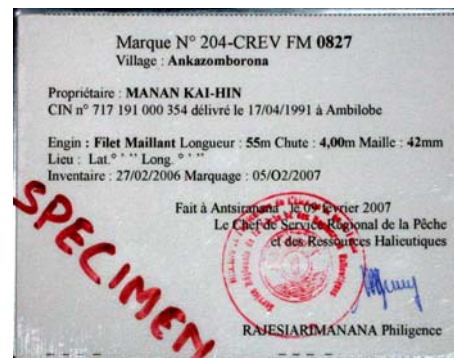 Marque N° 204-CREV FM 0827
Village : Ankazomborona
Propriétaire : MANAN KAI-HIN
CIN n° 717 191 000 354 délivré le 17/04/1991 à Ambilobe
Engin : Filet Maillant Longueur : 55m Chute : 4,00m Maille : 42mm
Lieu : Lat.° ' '' Long. ° ' ''
Inventaire : 27/02/2006 Marquage : 05/O2/2007
Fait à Antsiranana , le 09 février 2007
Le Chef de Service Régional de la Pêche
et des Ressources Halieutiques
SPECIMEN
RAJESIARIMANANA Philigence